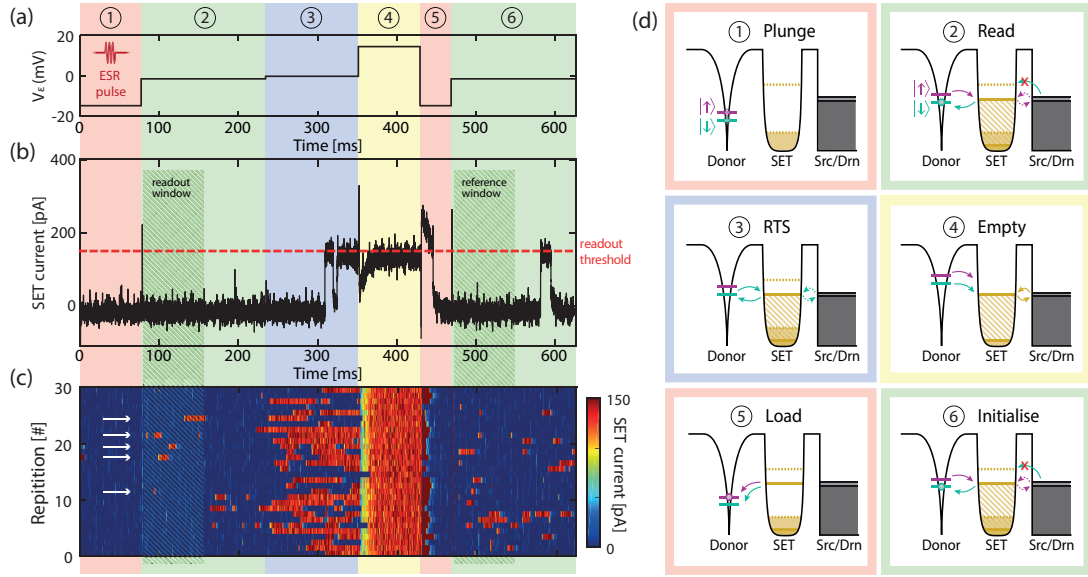 (a)
1 2 3 4 5 6
20
0
-20
Vε (mV)
ESR
pulse
0 100 200 300 400 500 600
Time [ms]
(b)
400
200
0
SET current [pA]
readout
window
reference
window
readout
threshold
0 100 200 300 400 500 600
Time [ms]
(c)
30
20
10
0
Repitition [#]
0 100 200 300 400 500 600
150
0
SET current
[pA]
(d)
1 Plunge
|↑⟩
|↓⟩
Donor SET Src/Drn
2 Read
|↑⟩
|↓⟩
Donor SET Src/Drn
3 RTS
Donor SET Src/Drn
4 Empty
Donor SET Src/Drn
5 Load
Donor SET Src/Drn
6 Initialise
Donor SET Src/Drn